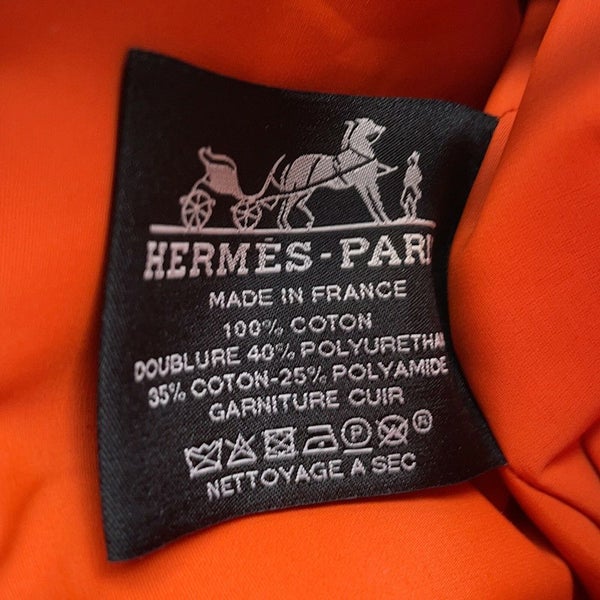 HERMÈS-PARI
MADE IN FRANCE
100% COTON
DOUBLURE 40% POLYURETHA
35% COTON-25% POLYAMIDE
GARNITURE CUIR
P ®
NETTOYAGE A SEC